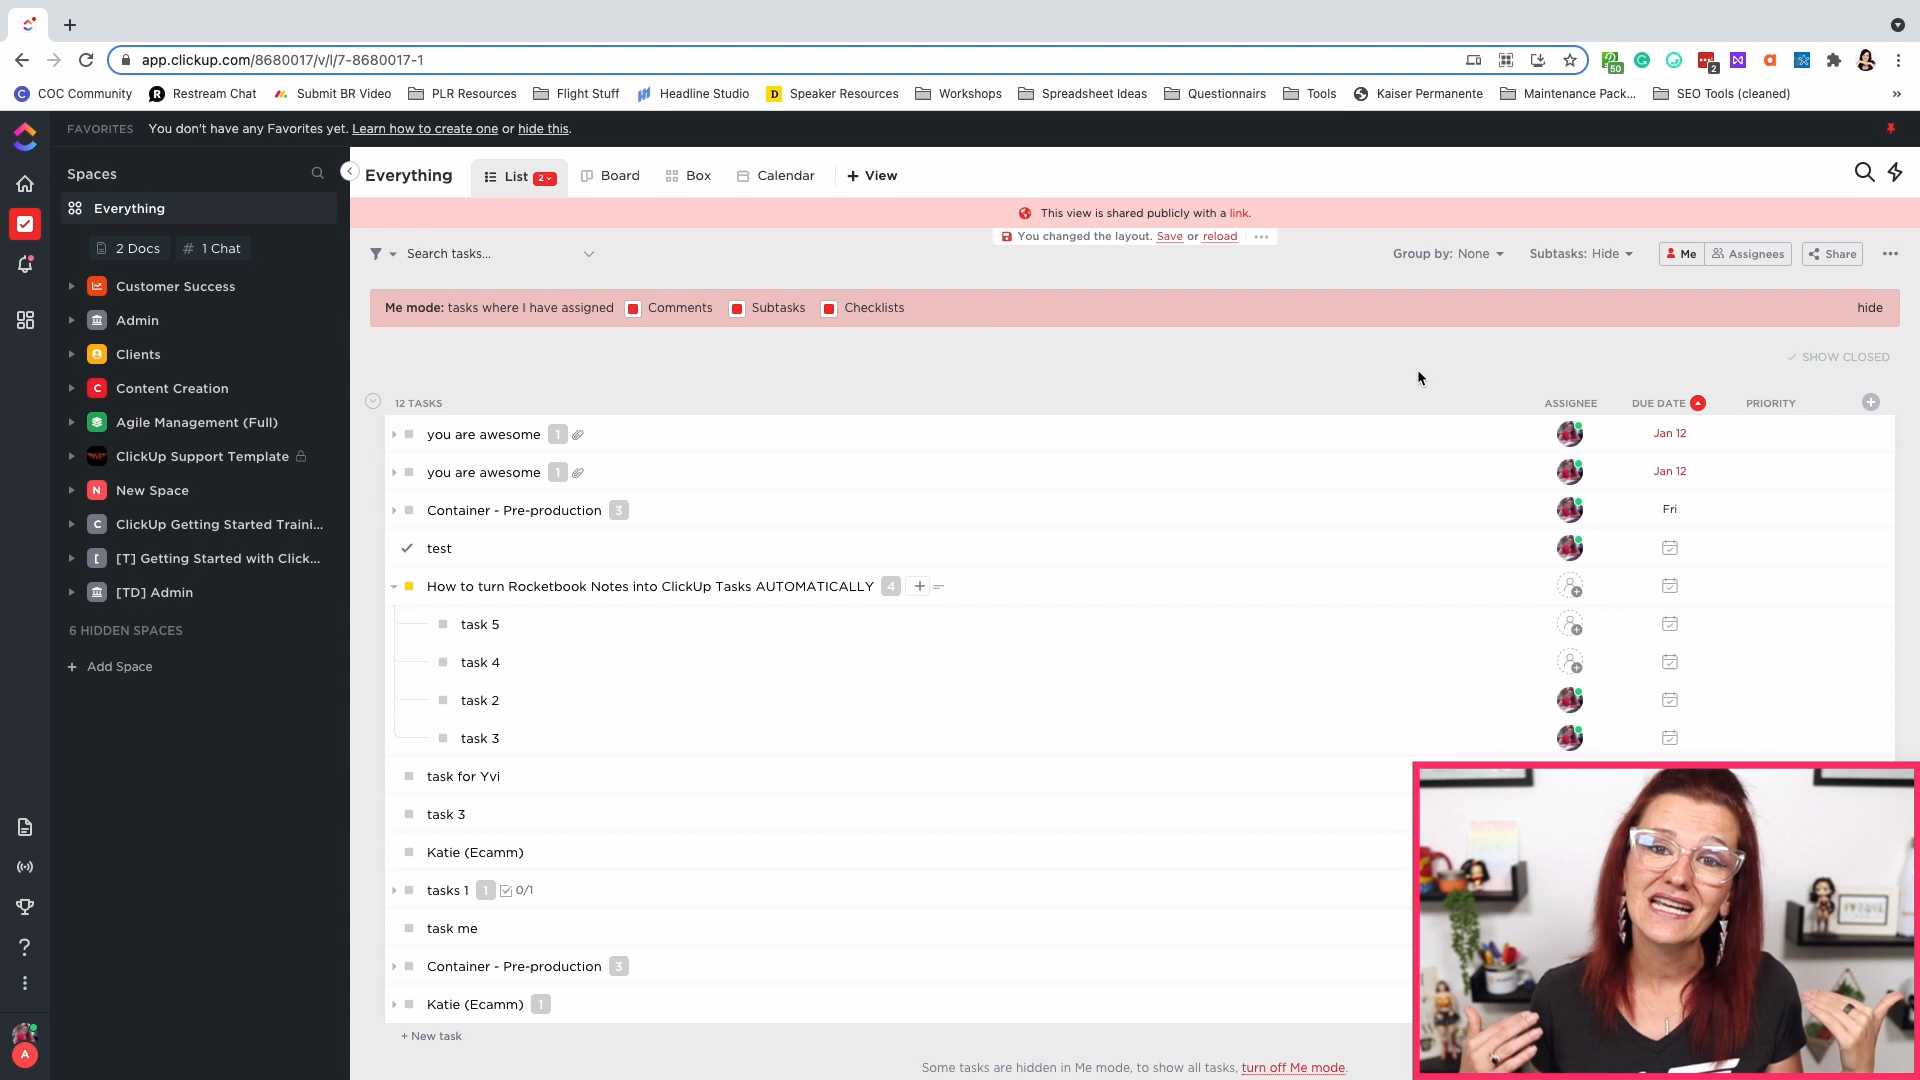 app.clickup.com/8680017/v/l/7-8680017-1
50
2
COC Community
Restream Chat
Submit BR Video
PLR Resources
Flight Stuff
Headline Studio
D Speaker Resources
Workshops
Spreadsheet Ideas
Questionnairs
Tools
Kaiser Permanente
Maintenance Pack...
SEO Tools (cleaned)
FAVORITES You don't have any Favorites yet. Learn how to create one or hide this.
Spaces
Everything
2 Docs
# 1 Chat
Customer Success
Admin
Clients
C Content Creation
Agile Management (Full)
ClickUp Support Template
N New Space
C ClickUp Getting Started Traini...
[ [T] Getting Started with Click...
[TD] Admin
6 HIDDEN SPACES
+ Add Space
A
Everything
List 2
Board
Box
Calendar
+ View
This view is shared publicly with a link.
You changed the layout. Save or reload ...
Search tasks...
Group by: None
Subtasks: Hide
Me
Assignees
Share
Me mode: tasks where I have assigned Comments Subtasks Checklists
hide
SHOW CLOSED
12 TASKS ASSIGNEE DUE DATE PRIORITY
you are awesome 1 Jan 12
you are awesome 1 Jan 12
Container - Pre-production 3 Fri
test
How to turn Rocketbook Notes into ClickUp Tasks AUTOMATICALLY 4 +
task 5
task 4
task 2
task 3
task for Yvi
task 3
Katie (Ecamm)
tasks 1 1 0/1
task me
Container - Pre-production 3
Katie (Ecamm) 1
+ New task
Some tasks are hidden in Me mode, to show all tasks, turn off Me mode.